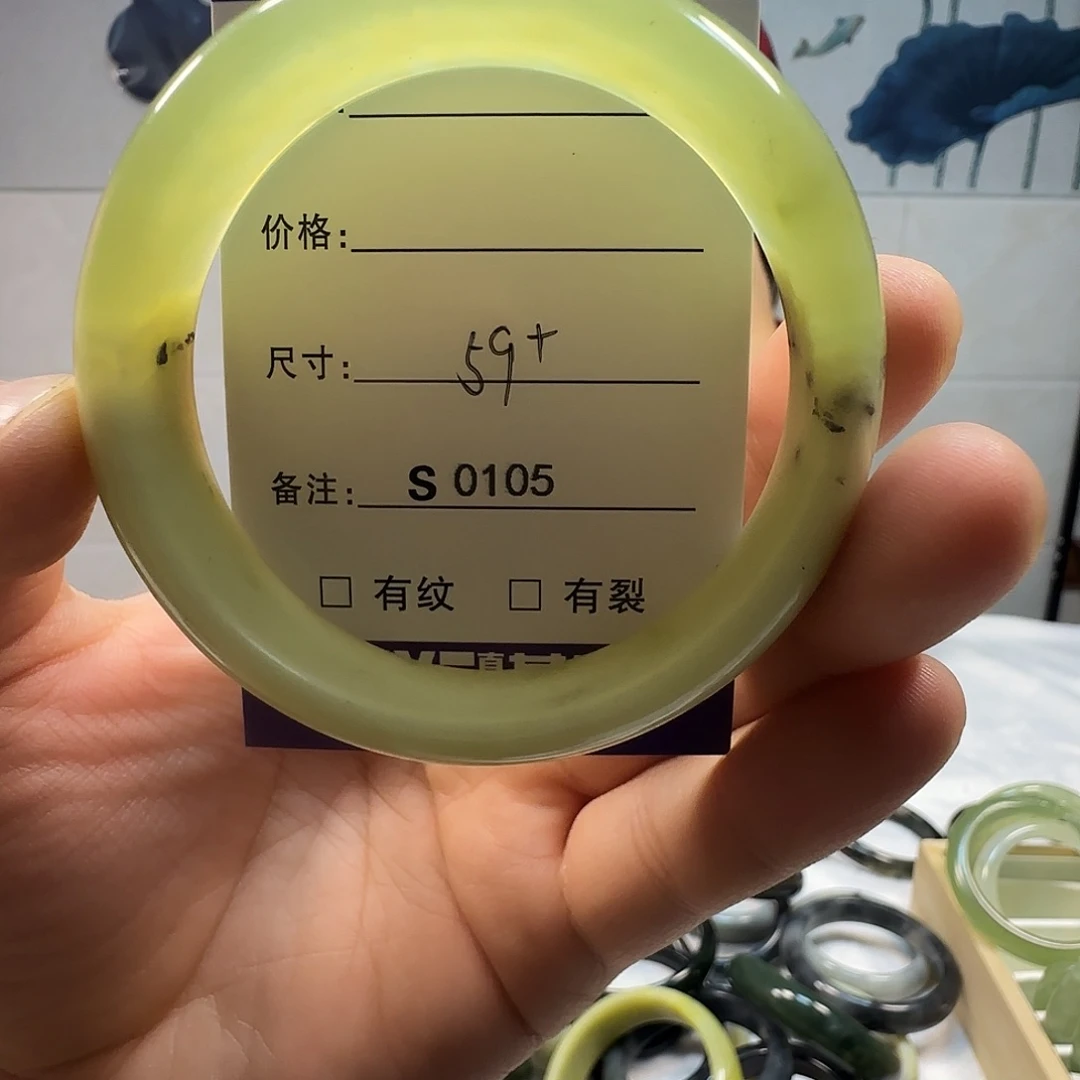 价格:
尺寸: 59+
备注: S 0105
□ 有纹 □ 有裂